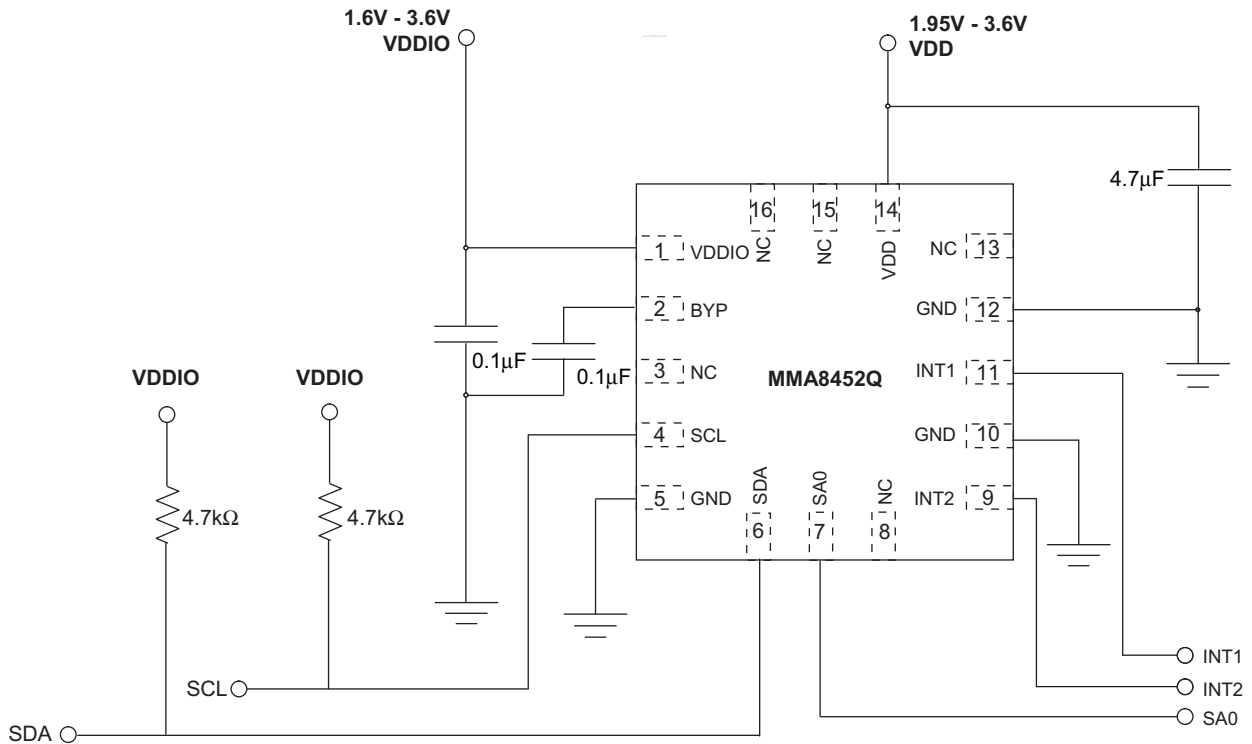 1.6V - 3.6V
VDDIO
1.95V - 3.6V
VDD
4.7μF
16
15
14
NC
NC
VDD
1
VDDIO
NC
13
2
BYP
GND
12
0.1μF
0.1μF
3
NC
MMA8452Q
INT1
11
VDDIO
VDDIO
4
SCL
GND
10
5
GND
SDA
SA0
NC
INT2
9
6
7
8
4.7kΩ
4.7kΩ
INT1
SCL
INT2
SA0
SDA